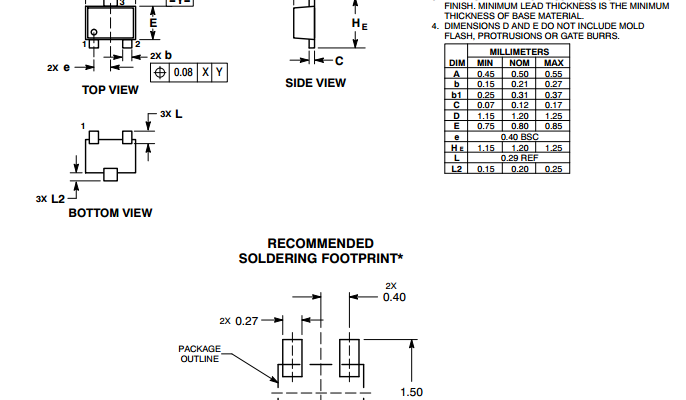 3
FINISH. MINIMUM LEAD THICKNESS IS THE MINIMUM
THICKNESS OF BASE MATERIAL.
4. DIMENSIONS D AND E DO NOT INCLUDE MOLD
FLASH, PROTRUSIONS OR GATE BURRS.
E
HE
1
2
2X b
2X e
0.08 X Y
C
TOP VIEW
SIDE VIEW
MILLIMETERS
DIM MIN NOM MAX
A 0.45 0.50 0.55
b 0.15 0.21 0.27
b1 0.25 0.31 0.37
C 0.07 0.12 0.17
D 1.15 1.20 1.25
E 0.75 0.80 0.85
e 0.40 BSC
HE 1.15 1.20 1.25
L 0.29 REF
L2 0.15 0.20 0.25
1
3X L
3X L2
BOTTOM VIEW
RECOMMENDED
SOLDERING FOOTPRINT*
2X
0.40
2X 0.27
PACKAGE
OUTLINE
1.50